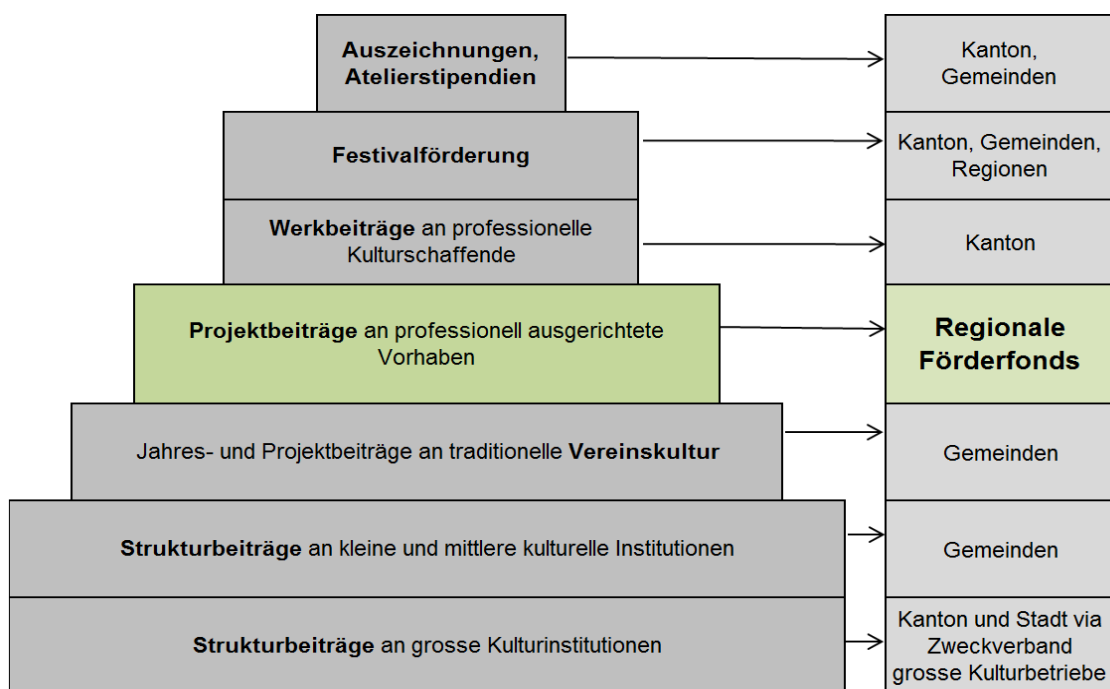 Auszeichnungen,
Atelierstipendien
Kanton,
Gemeinden
Festivalförderung
Kanton, Gemeinden,
Regionen
Werkbeiträge an professionelle
Kulturschaffende
Kanton
Projektbeiträge an professionell ausgerichtete
Vorhaben
Regionale
Förderfonds
Jahres- und Projektbeiträge an traditionelle Vereinskultur
Gemeinden
Strukturbeiträge an kleine und mittlere kulturelle Institutionen
Gemeinden
Strukturbeiträge an grosse Kulturinstitutionen
Kanton und Stadt via
Zweckverband
grosse Kulturbetriebe